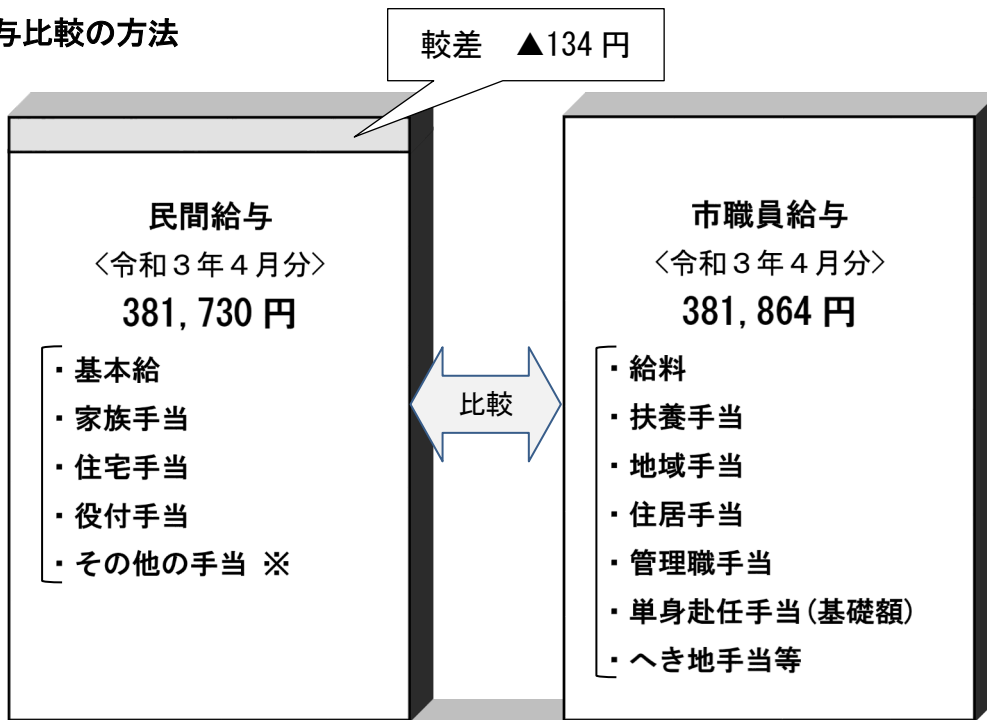 与比較の方法
較差　▲134 円
民間給与
〈令和３年４月分〉
381,730 円
・基本給
・家族手当
・住宅手当
・役付手当
・その他の手当 ※
比較
市職員給与
〈令和３年４月分〉
381,864 円
・給料
・扶養手当
・地域手当
・住居手当
・管理職手当
・単身赴任手当(基礎額)
・へき地手当等